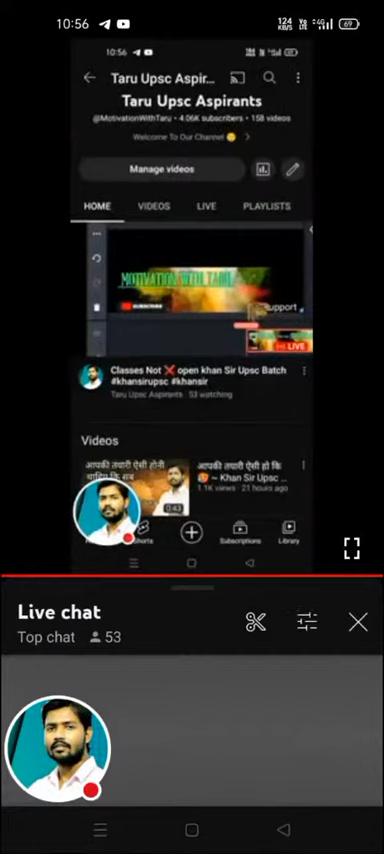 10:56
124
KB/S
69
10:56
Taru Upsc Aspir...
Taru Upsc Aspirants
@MotivationWithTaru • 4.06K subscribers • 158 videos
Welcome To Our Channel 😊
Manage videos
HOME VIDEOS LIVE PLAYLISTS
MOTIVATION WITH TARU
SUBSCRIBE
support
LIVE
Classes Not ❌ open khan Sir Upsc Batch
#khansirupsc #khansir
Taru Upsc Aspirants 53 watching
Videos
आपकी तयारी ऐसी होनी
चाहिए कि सब
0:43
आपकी तयारी ऐसी हो कि
🥵 ~ Khan Sir Upsc ...
1.1K views · 21 hours ago
Subscriptions
Library
Live chat
Top chat 53